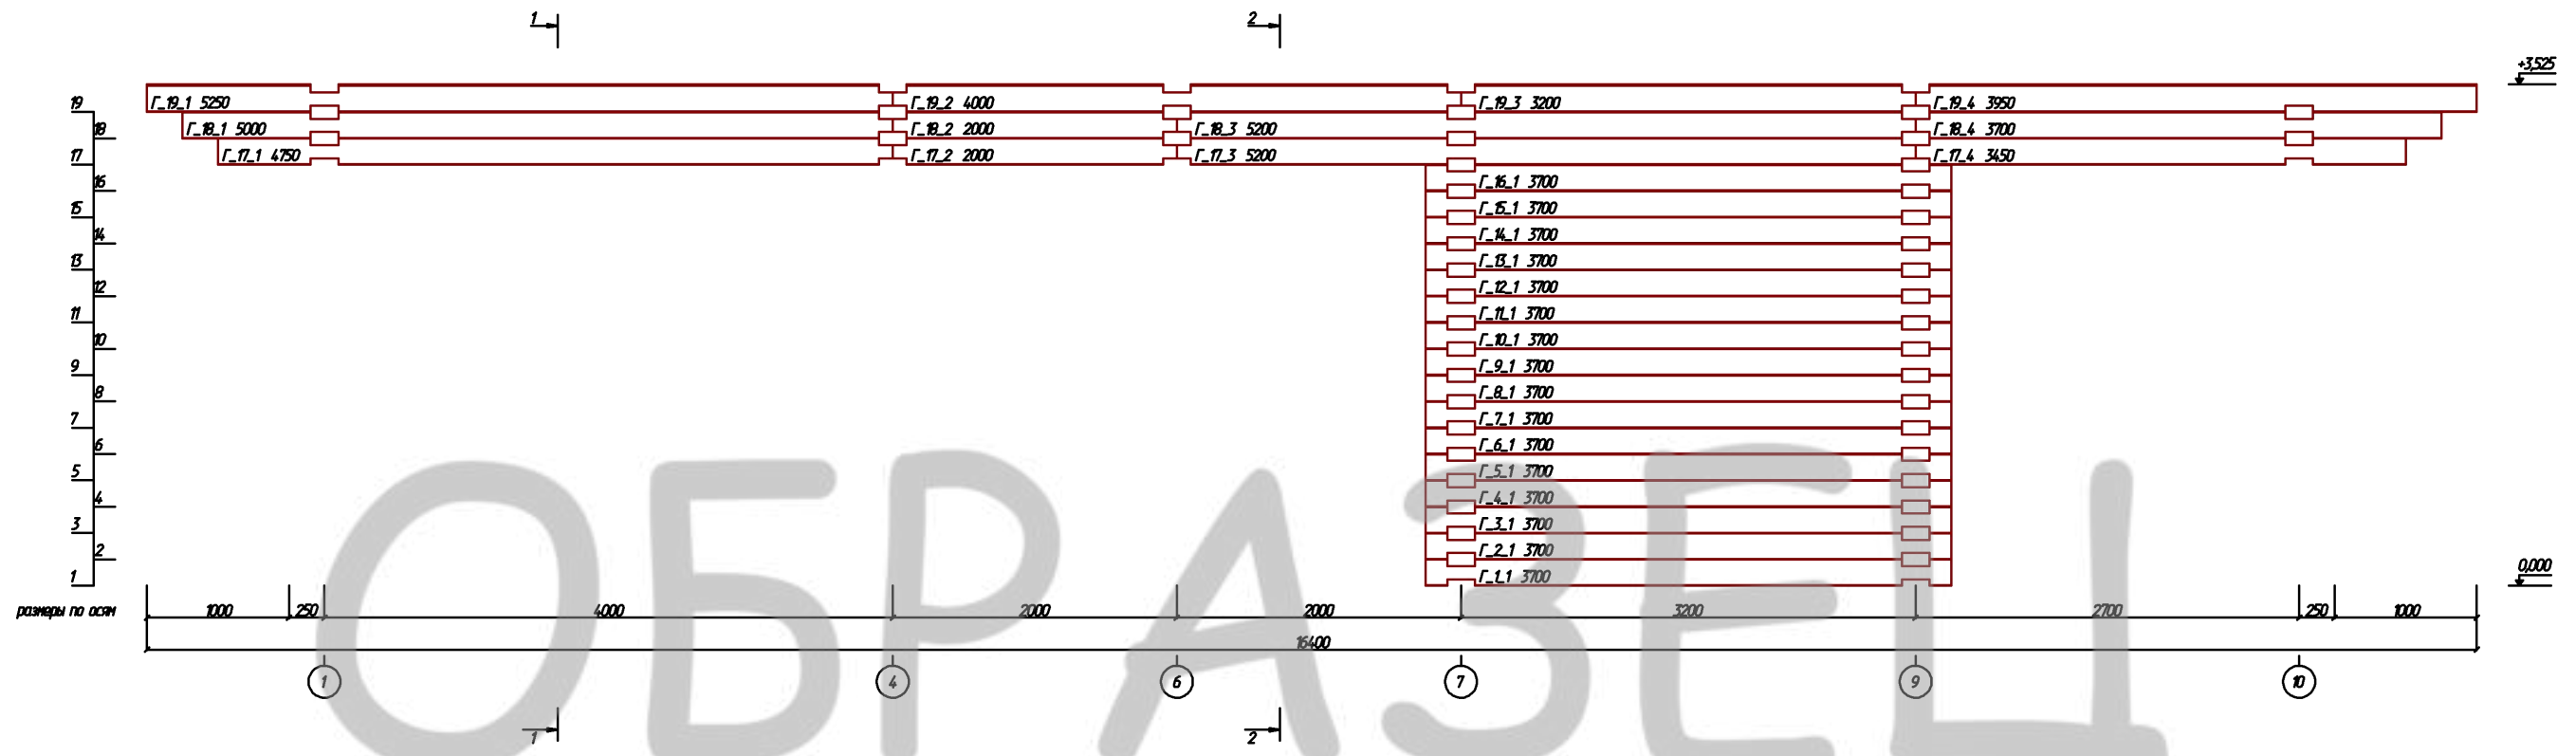 1 2
+3,525
19 Г_19_1 5250 Г_19_2 4000 Г_19_3 3200 Г_19_4 3950
18 Г_18_1 5000 Г_18_2 2000 Г_18_3 5200 Г_18_4 3700
17 Г_17_1 4750 Г_17_2 2000 Г_17_3 5200 Г_17_4 3450
16 Г_16_1 3700
15 Г_15_1 3700
14 Г_14_1 3700
13 Г_13_1 3700
12 Г_12_1 3700
11 Г_11_1 3700
10 Г_10_1 3700
9 Г_9_1 3700
8 Г_8_1 3700
7 Г_7_1 3700
6 Г_6_1 3700
5 Г_5_1 3700
4 Г_4_1 3700
3 Г_3_1 3700
2 Г_2_1 3700
1 Г_1_1 3700 0,000
размеры по осям 1000 250 4000 2000 2000 3200 2700 250 1000
16400
1 4 6 7 9 10
1 2
ОБРАЗЕЦ